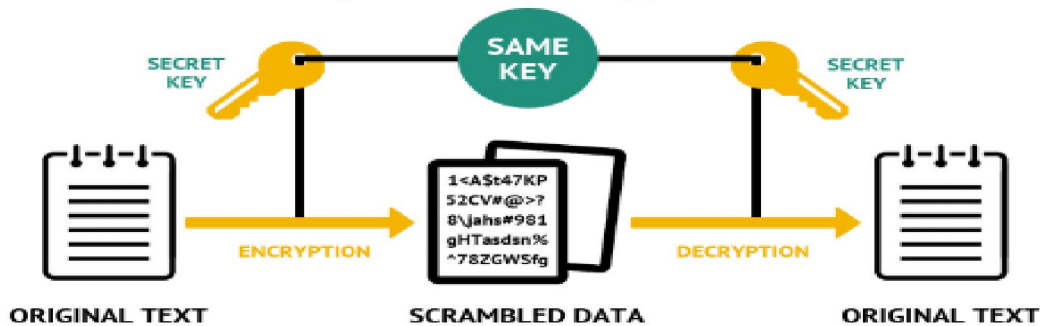 SAME
KEY
SECRET
KEY
SECRET
KEY
1<A$t47KP
52CV#@>?
8\jahs#981
gHTasdsn%
^78ZGWSfg
ENCRYPTION
DECRYPTION
ORIGINAL TEXT
SCRAMBLED DATA
ORIGINAL TEXT